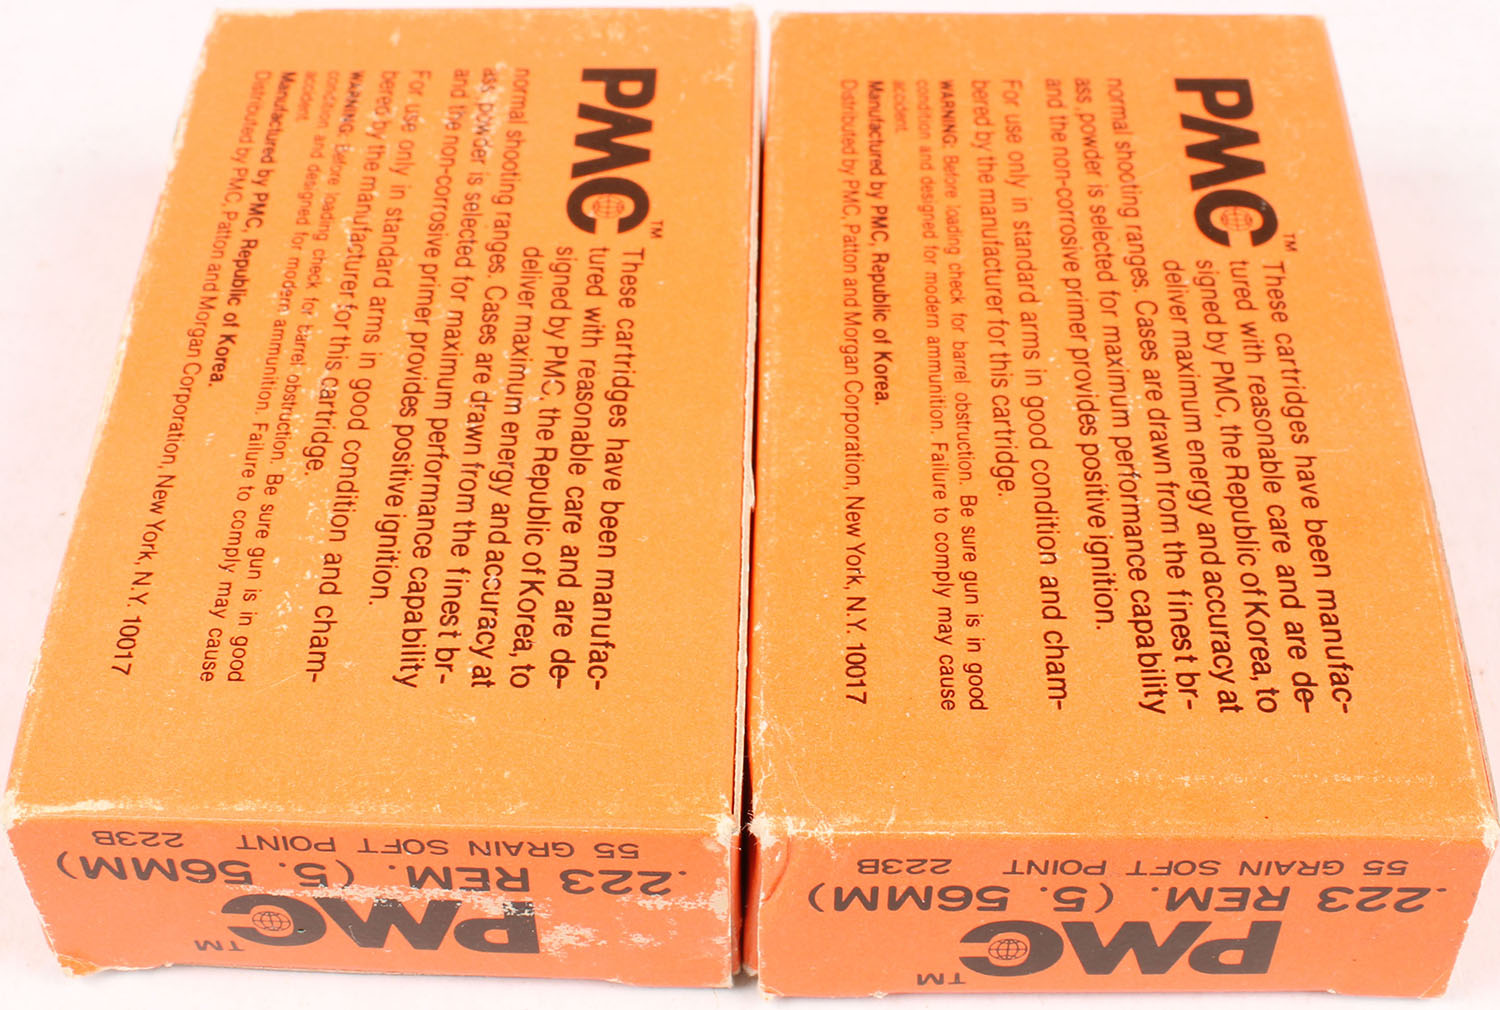 PMC™
These cartridges have been manufac-
tured with reasonable care and are de-
signed by PMC, the Republic of Korea, to
deliver maximum energy and accuracy at
normal shooting ranges. Cases are drawn from the finest br-
ass, powder is selected for maximum performance capability
and the non-corrosive primer provides positive ignition.
For use only in standard arms in good condition and cham-
bered by the manufacturer for this cartridge.
WARNING: Before loading check for barrel obstruction. Be sure gun is in good
condition and designed for modern ammunition. Failure to comply may cause
accident.
Manufactured by PMC, Republic of Korea.
Distributed by PMC, Patton and Morgan Corporation, New York, N.Y. 10017
PMC™
.223 REM. (5. 56MM)
55 GRAIN SOFT POINT 223B
PMC™
These cartridges have been manufac-
tured with reasonable care and are de-
signed by PMC, the Republic of Korea, to
deliver maximum energy and accuracy at
normal shooting ranges. Cases are drawn from the finest br-
ass, powder is selected for maximum performance capability
and the non-corrosive primer provides positive ignition.
For use only in standard arms in good condition and cham-
bered by the manufacturer for this cartridge.
WARNING: Before loading check for barrel obstruction. Be sure gun is in good
condition and designed for modern ammunition. Failure to comply may cause
accident.
Manufactured by PMC, Republic of Korea.
Distributed by PMC, Patton and Morgan Corporation, New York, N.Y. 10017
PMC™
.223 REM. (5. 56MM)
55 GRAIN SOFT POINT 223B